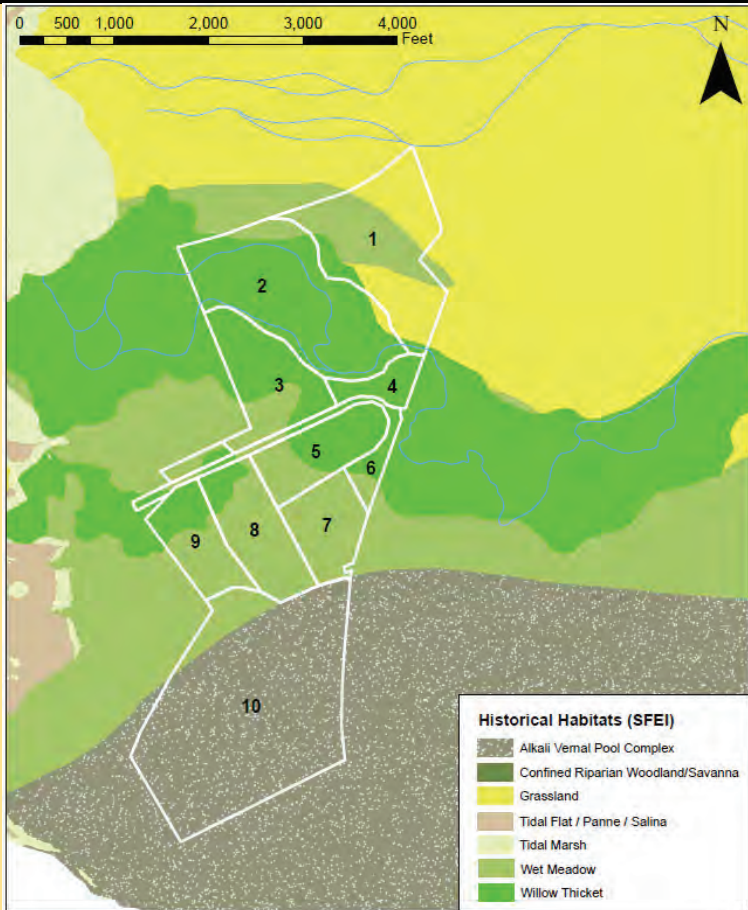 0 500 1,000 2,000 3,000 4,000
Feet
N
1
2
3
4
5
6
7
8
9
10
Historical Habitats (SFEI)
Alkali Vernal Pool Complex
Confined Riparian Woodland/Savanna
Grassland
Tidal Flat / Panne / Salina
Tidal Marsh
Wet Meadow
Willow Thicket